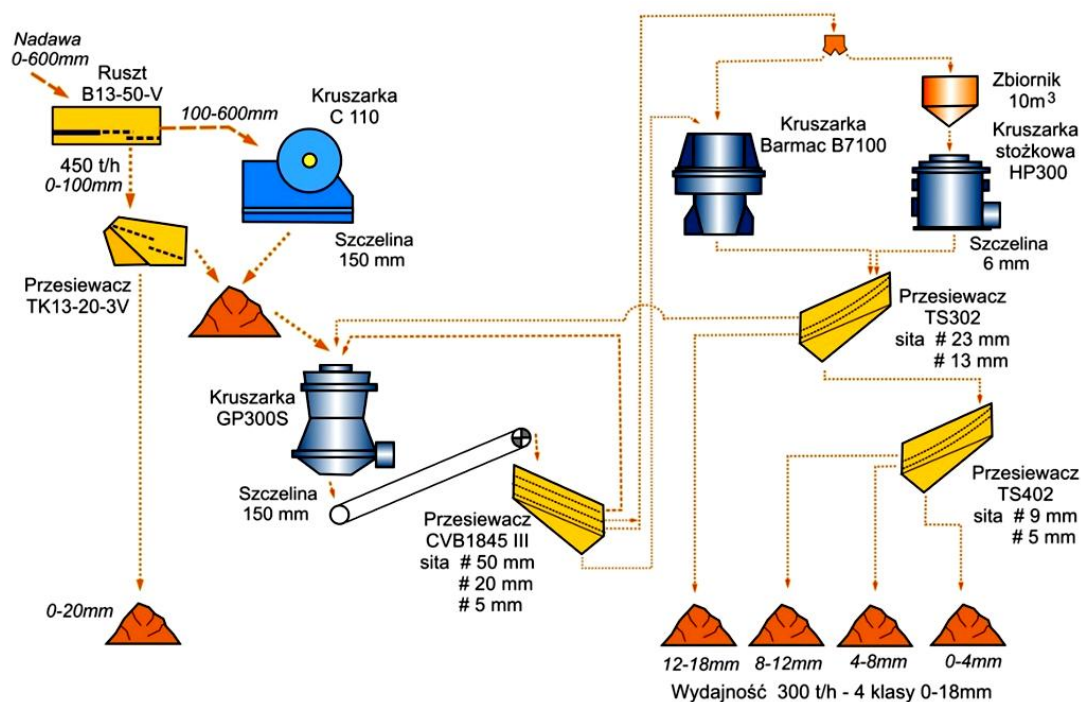 Nadawa
0-600mm
Ruszt
B13-50-V
100-600mm
Kruszarka
C 110
450 t/h
0-100mm
Szczelina
150 mm
Przesiewacz
TK13-20-3V
Kruszarka
GP300S
Szczelina
150 mm
Przesiewacz
CVB1845 III
sita # 50 mm
# 20 mm
# 5 mm
0-20mm
Zbiornik
10m³
Kruszarka
Barmac B7100
Kruszarka
stożkowa
HP300
Szczelina
6 mm
Przesiewacz
TS302
sita # 23 mm
# 13 mm
Przesiewacz
TS402
sita # 9 mm
# 5 mm
12-18mm
8-12mm
4-8mm
0-4mm
Wydajność 300 t/h - 4 klasy 0-18mm